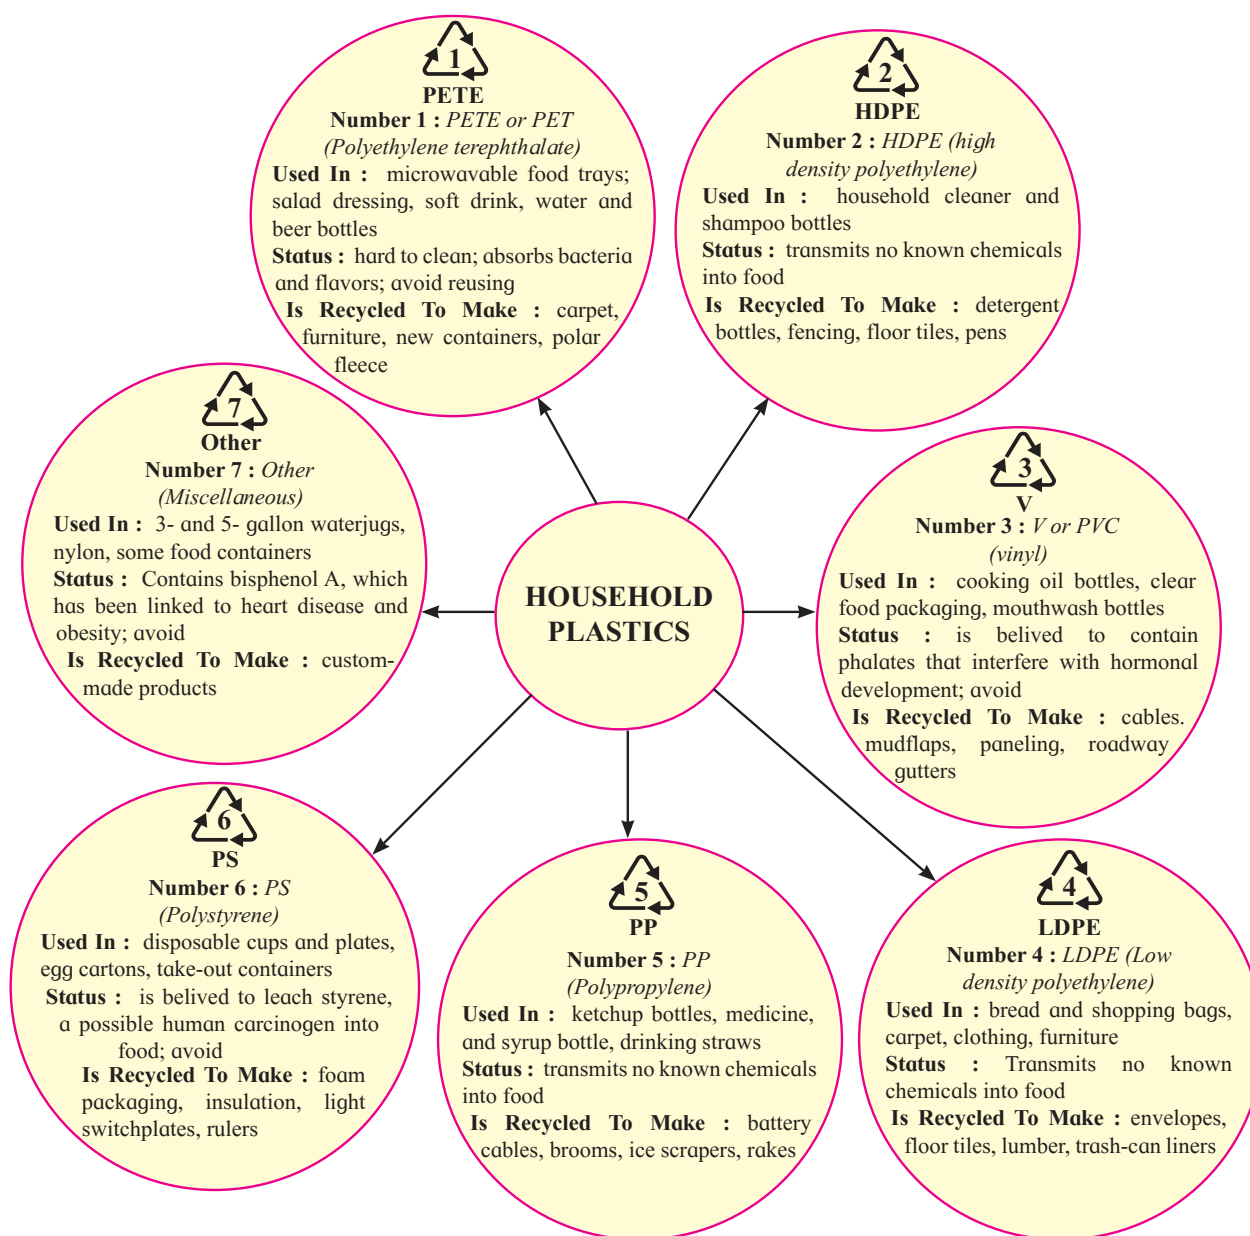 HOUSEHOLD
PLASTICS
1
PETE
Number 1 : PETE or PET
(Polyethylene terephthalate)
Used In : microwavable food trays;
salad dressing, soft drink, water and
beer bottles
Status : hard to clean; absorbs bacteria
and flavors; avoid reusing
Is Recycled To Make : carpet,
furniture, new containers, polar
fleece
2
HDPE
Number 2 : HDPE (high
density polyethylene)
Used In : household cleaner and
shampoo bottles
Status : transmits no known chemicals
into food
Is Recycled To Make : detergent
bottles, fencing, floor tiles, pens
3
V
Number 3 : V or PVC
(vinyl)
Used In : cooking oil bottles, clear
food packaging, mouthwash bottles
Status : is belived to contain
phalates that interfere with hormonal
development; avoid
Is Recycled To Make : cables.
mudflaps, paneling, roadway
gutters
4
LDPE
Number 4 : LDPE (Low
density polyethylene)
Used In : bread and shopping bags,
carpet, clothing, furniture
Status : Transmits no known
chemicals into food
Is Recycled To Make : envelopes,
floor tiles, lumber, trash-can liners
5
PP
Number 5 : PP
(Polypropylene)
Used In : ketchup bottles, medicine,
and syrup bottle, drinking straws
Status : transmits no known chemicals
into food
Is Recycled To Make : battery
cables, brooms, ice scrapers, rakes
6
PS
Number 6 : PS
(Polystyrene)
Used In : disposable cups and plates,
egg cartons, take-out containers
Status : is belived to leach styrene,
a possible human carcinogen into
food; avoid
Is Recycled To Make : foam
packaging, insulation, light
switchplates, rulers
7
Other
Number 7 : Other
(Miscellaneous)
Used In : 3- and 5- gallon waterjugs,
nylon, some food containers
Status : Contains bisphenol A, which
has been linked to heart disease and
obesity; avoid
Is Recycled To Make : custom-
made products